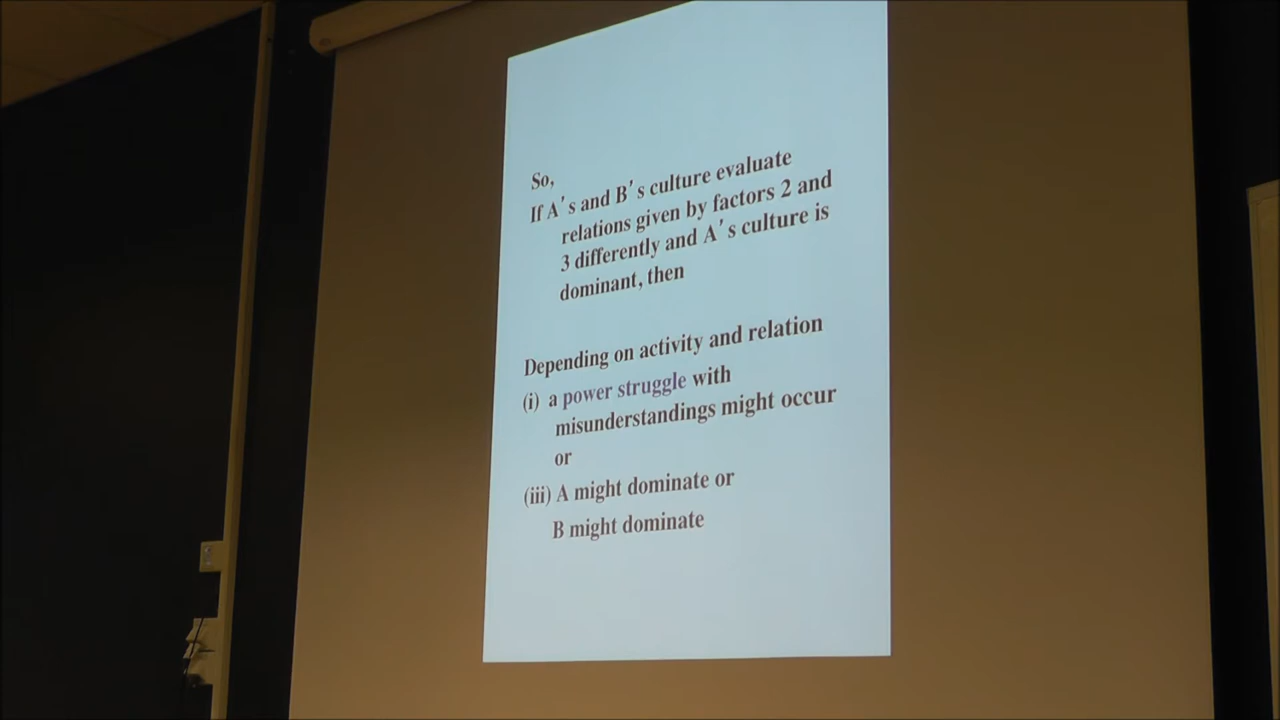 So,
If A's and B's culture evaluate
relations given by factors 2 and
3 differently and A's culture is
dominant, then
Depending on activity and relation
(i) a power struggle with
misunderstandings might occur
or
(iii) A might dominate or
B might dominate